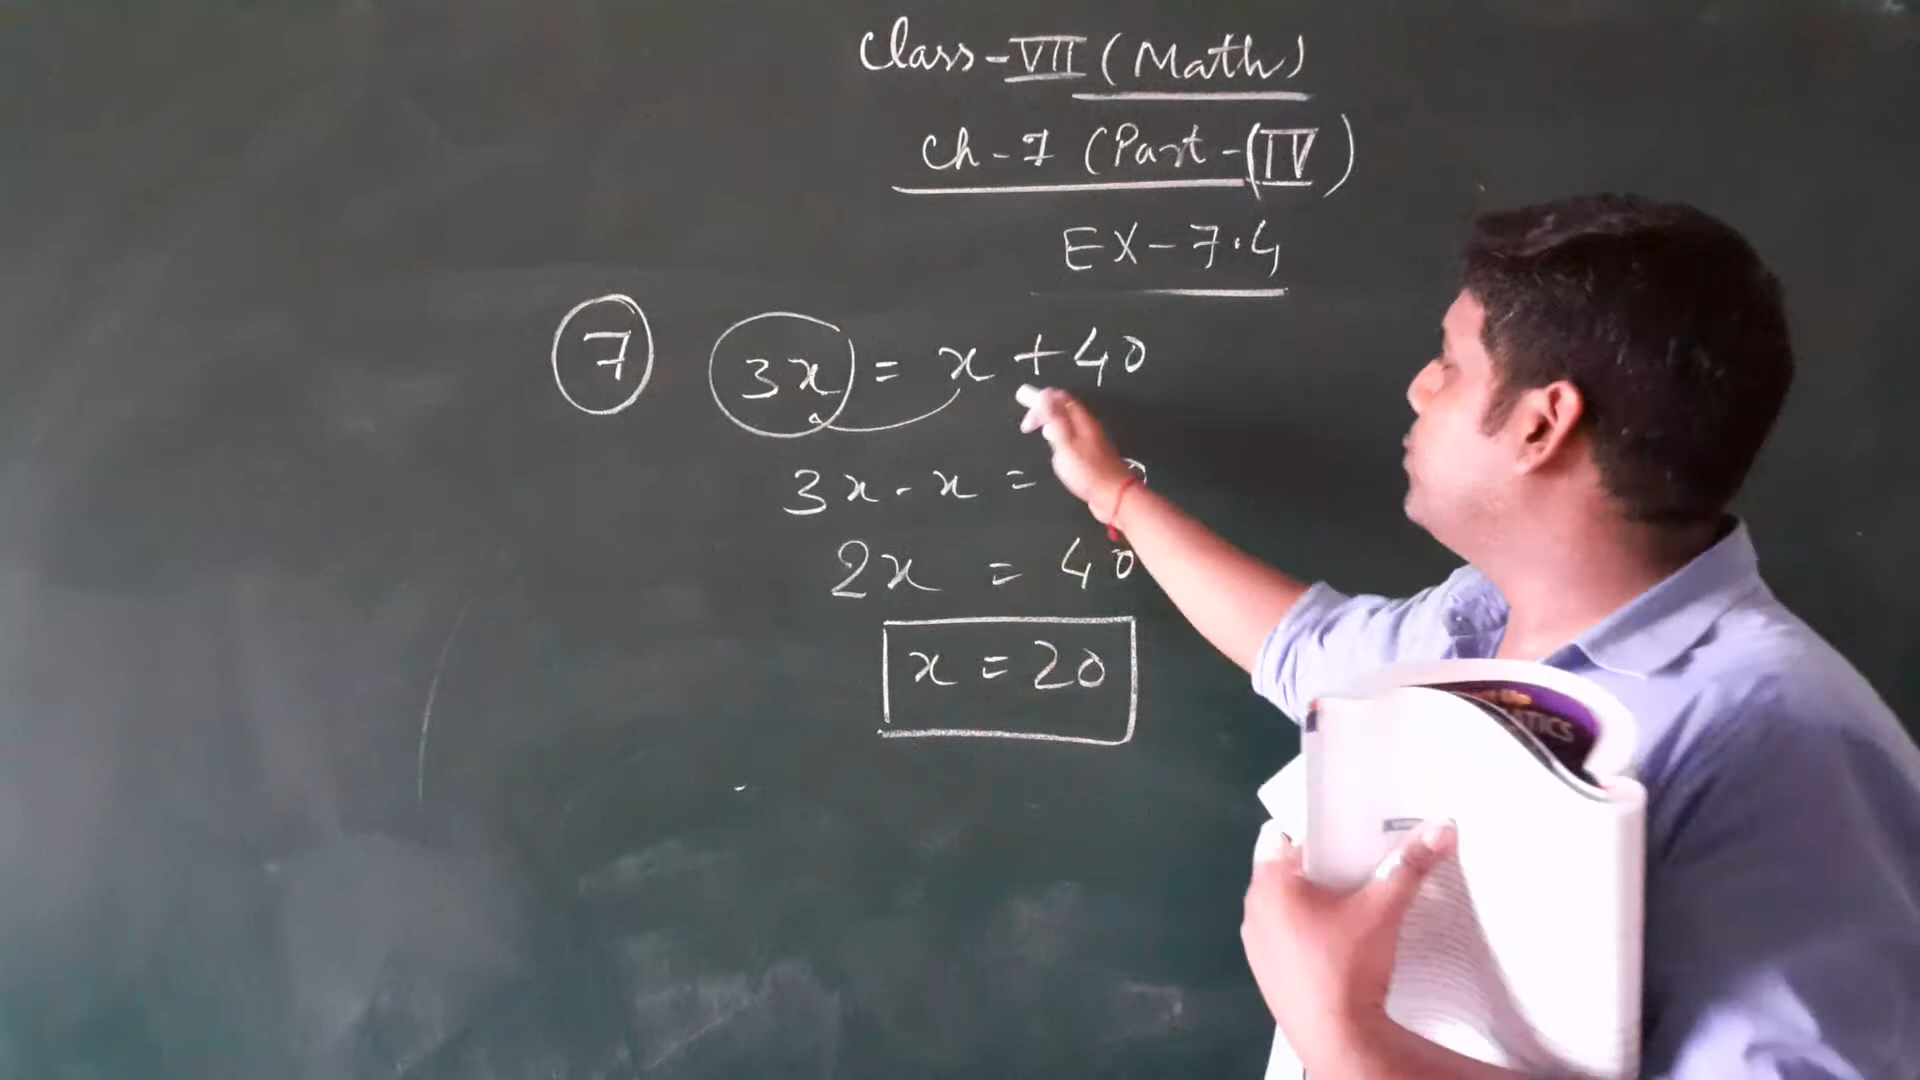 Class-VII (Math)
Ch-7 (Part-(IV)
EX-7.4
7 3x = x + 40
3x - x =
2x = 40
x = 20